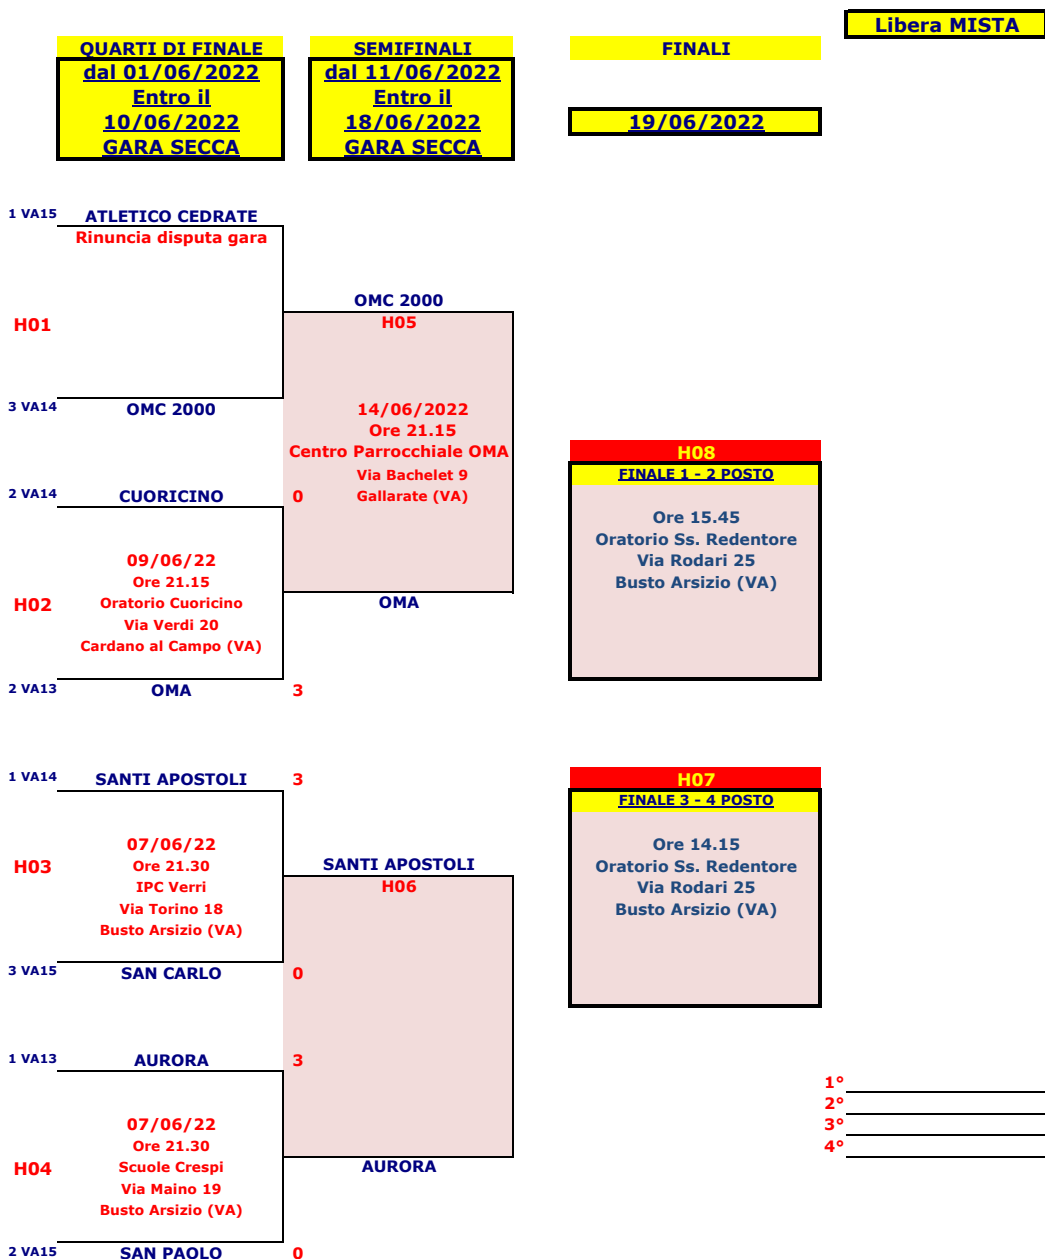 Libera MISTA
QUARTI DI FINALE
dal 01/06/2022
Entro il
10/06/2022
GARA SECCA
SEMIFINALI
dal 11/06/2022
Entro il
18/06/2022
GARA SECCA
FINALI
19/06/2022
1 VA15
ATLETICO CEDRATE
Rinuncia disputa gara
H01
3 VA14
OMC 2000
2 VA14
CUORICINO
0
09/06/22
Ore 21.15
H02
Oratorio Cuoricino
Via Verdi 20
Cardano al Campo (VA)
2 VA13
OMA
3
OMC 2000
H05
14/06/2022
Ore 21.15
Centro Parrocchiale OMA
Via Bachelet 9
Gallarate (VA)
OMA
H08
FINALE 1 - 2 POSTO
Ore 15.45
Oratorio Ss. Redentore
Via Rodari 25
Busto Arsizio (VA)
1 VA14
SANTI APOSTOLI
3
07/06/22
H03
Ore 21.30
IPC Verri
Via Torino 18
Busto Arsizio (VA)
3 VA15
SAN CARLO
0
1 VA13
AURORA
3
07/06/22
Ore 21.30
H04
Scuole Crespi
Via Maino 19
Busto Arsizio (VA)
2 VA15
SAN PAOLO
0
SANTI APOSTOLI
H06
AURORA
H07
FINALE 3 - 4 POSTO
Ore 14.15
Oratorio Ss. Redentore
Via Rodari 25
Busto Arsizio (VA)
1°
2°
3°
4°